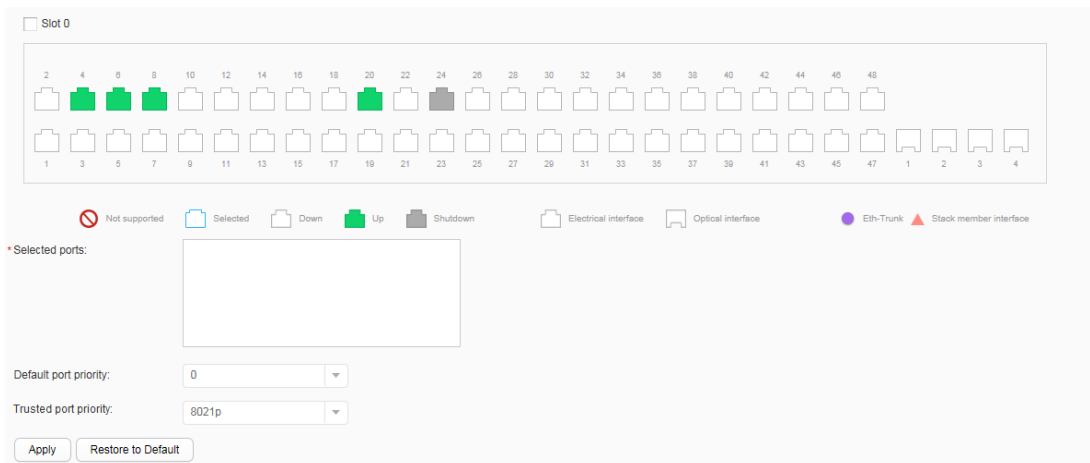 Slot 0
2 4 6 8 10 12 14 16 18 20 22 24 26 28 30 32 34 36 38 40 42 44 46 48
1 3 5 7 9 11 13 15 17 19 21 23 25 27 29 31 33 35 37 39 41 43 45 47 1 2 3 4
Not supported Selected Down Up Shutdown Electrical interface Optical interface Eth-Trunk Stack member interface
* Selected ports:
Default port priority: 0
Trusted port priority: 8021p
Apply Restore to Default